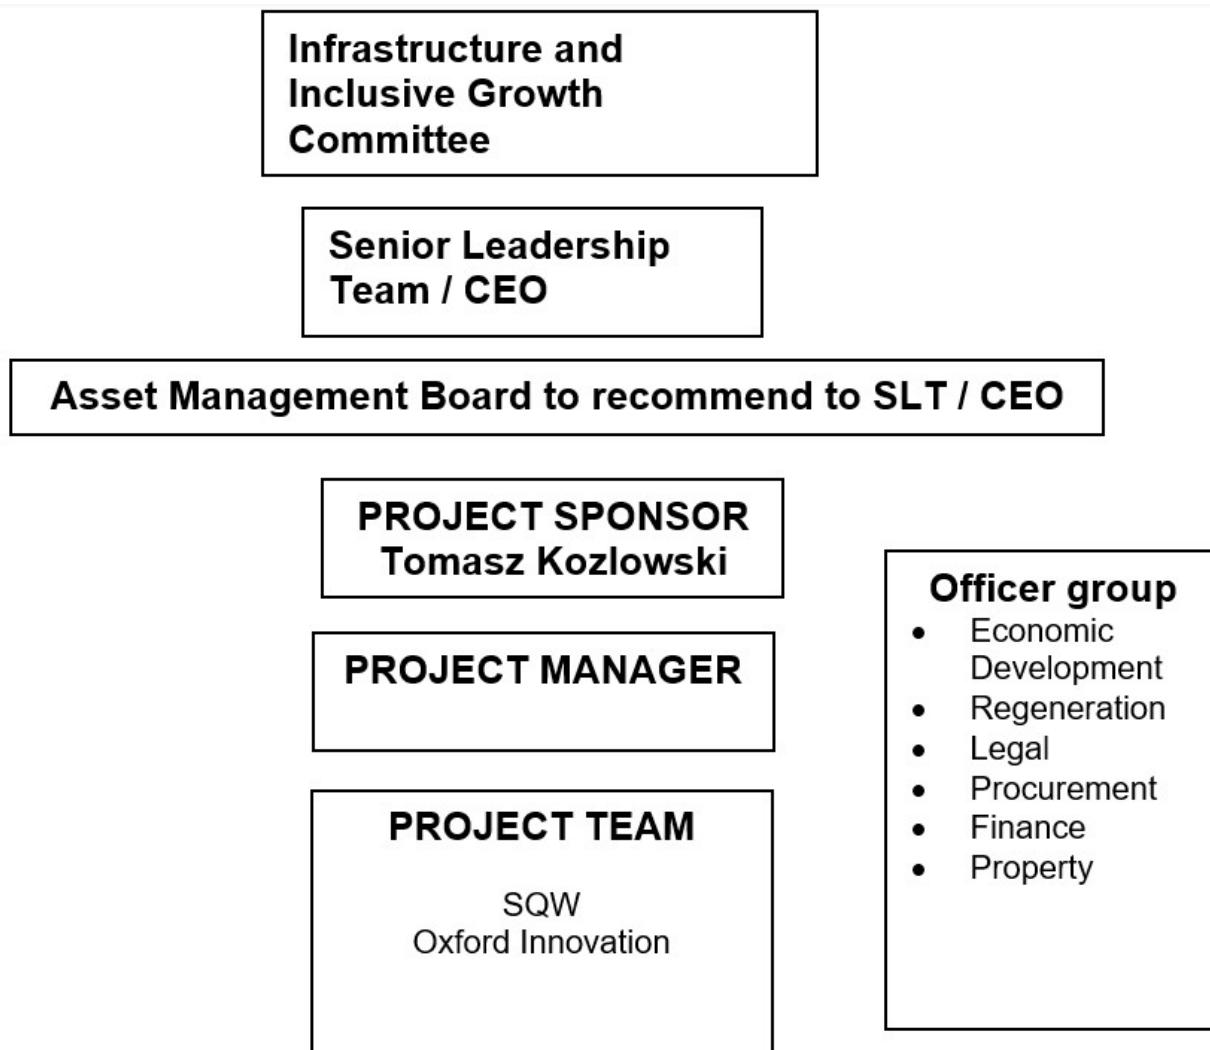 Infrastructure and
Inclusive Growth
Committee
Senior Leadership
Team / CEO
Asset Management Board to recommend to SLT / CEO
PROJECT SPONSOR
Tomasz Kozlowski
PROJECT MANAGER
PROJECT TEAM
SQW
Oxford Innovation
Officer group
• Economic
Development
• Regeneration
• Legal
• Procurement
• Finance
• Property